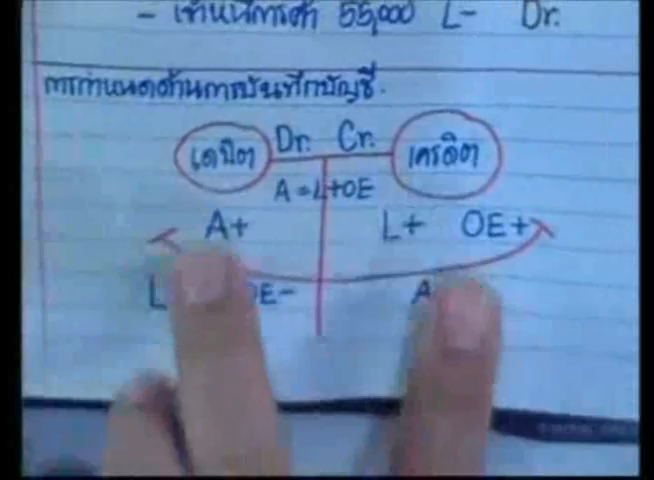 - เจ้าหนี้การค้า 55,000 L- Dr.
การกำหนดด้านการบันทึกบัญชี.
เดบิต Dr. Cr. เครดิต
A = L+OE
A+ L+ OE+
L E- A